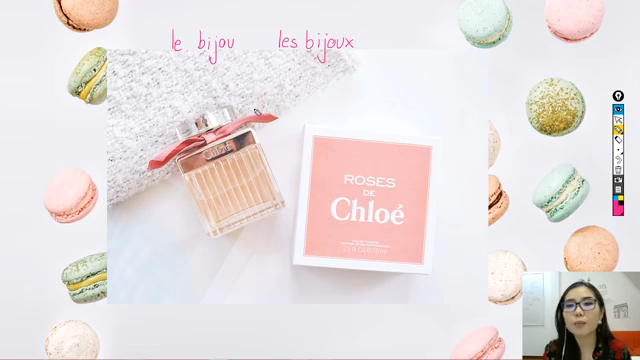 le bijou les bijoux
Chloé
ROSES
DE
Chloé